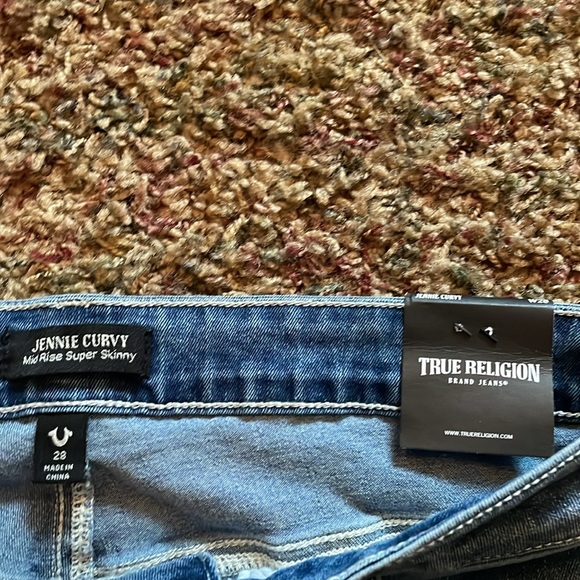 JENNIE CURVY
Mid Rise Super Skinny
28
MADE IN
CHINA
JENNIE CURVY W28
TRUE RELIGION
BRAND JEANS®
WWW.TRUERELIGION.COM